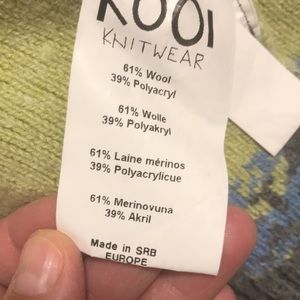 KOOI
KNITWEAR
61% Wool
39% Polyacryl
61% Wolle
39% Polyakryl
61% Laine mérinos
39% Polyacrylicue
61% Merinovuna
39% Akril
Made in SRB
EUROPE